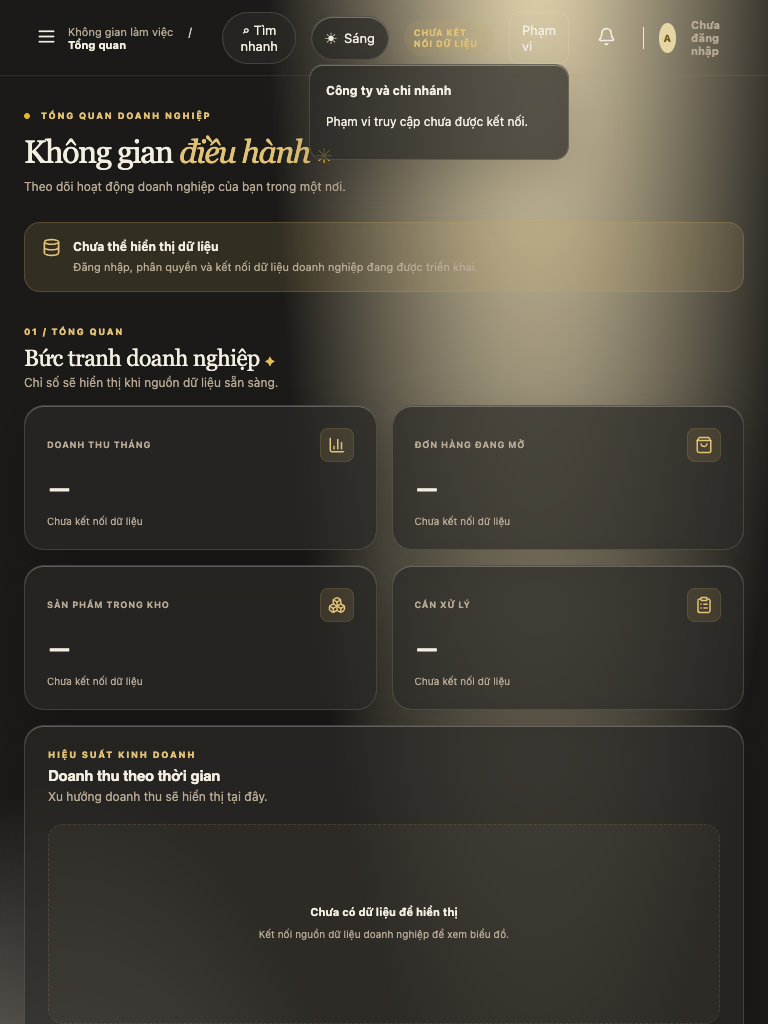 Không gian làm việc
/
Tổng quan
Tìm
nhanh
Sáng
CHƯA KẾT
NỐI DỮ LIỆU
Phạm
vi
A
Chưa
đăng
nhập
Công ty và chi nhánh
Phạm vi truy cập chưa được kết nối.
TỔNG QUAN DOANH NGHIỆP
Không gian điều hành
Theo dõi hoạt động doanh nghiệp của bạn trong một nơi.
Chưa thể hiển thị dữ liệu
Đăng nhập, phân quyền và kết nối dữ liệu doanh nghiệp đang được triển khai.
01 / TỔNG QUAN
Bức tranh doanh nghiệp
Chỉ số sẽ hiển thị khi nguồn dữ liệu sẵn sàng.
DOANH THU THÁNG
—
Chưa kết nối dữ liệu
ĐƠN HÀNG ĐANG MỞ
—
Chưa kết nối dữ liệu
SẢN PHẨM TRONG KHO
—
Chưa kết nối dữ liệu
CẦN XỬ LÝ
—
Chưa kết nối dữ liệu
HIỆU SUẤT KINH DOANH
Doanh thu theo thời gian
Xu hướng doanh thu sẽ hiển thị tại đây.
Chưa có dữ liệu để hiển thị
Kết nối nguồn dữ liệu doanh nghiệp để xem biểu đồ.